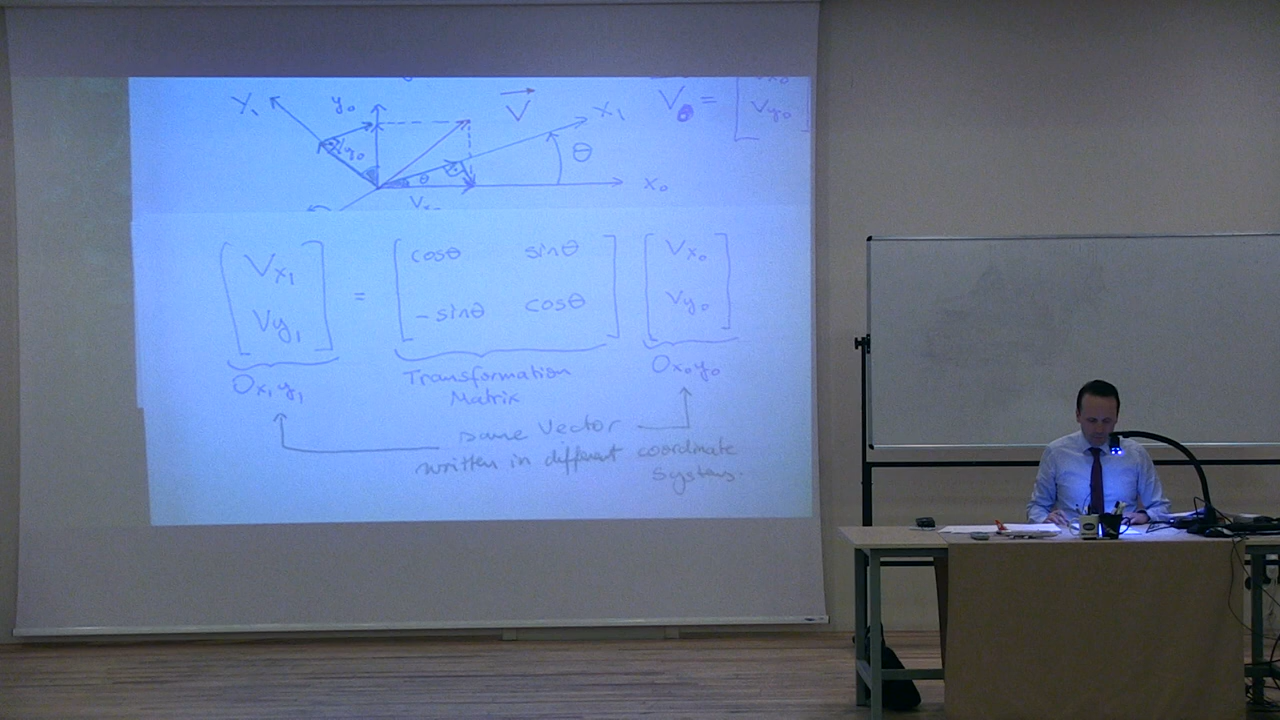 y₁ y₀ V⃗ x₁ V₀⃗ = [
Vy₀ ]
θ
θ x₀
[ Vx₁ = [ cosθ sinθ ] [ Vx₀
Vy₁ ] -sinθ cosθ Vy₀ ]
Ox₁y₁ Transformation Ox₀y₀
Matrix
same vector
written in different coordinate
systems.